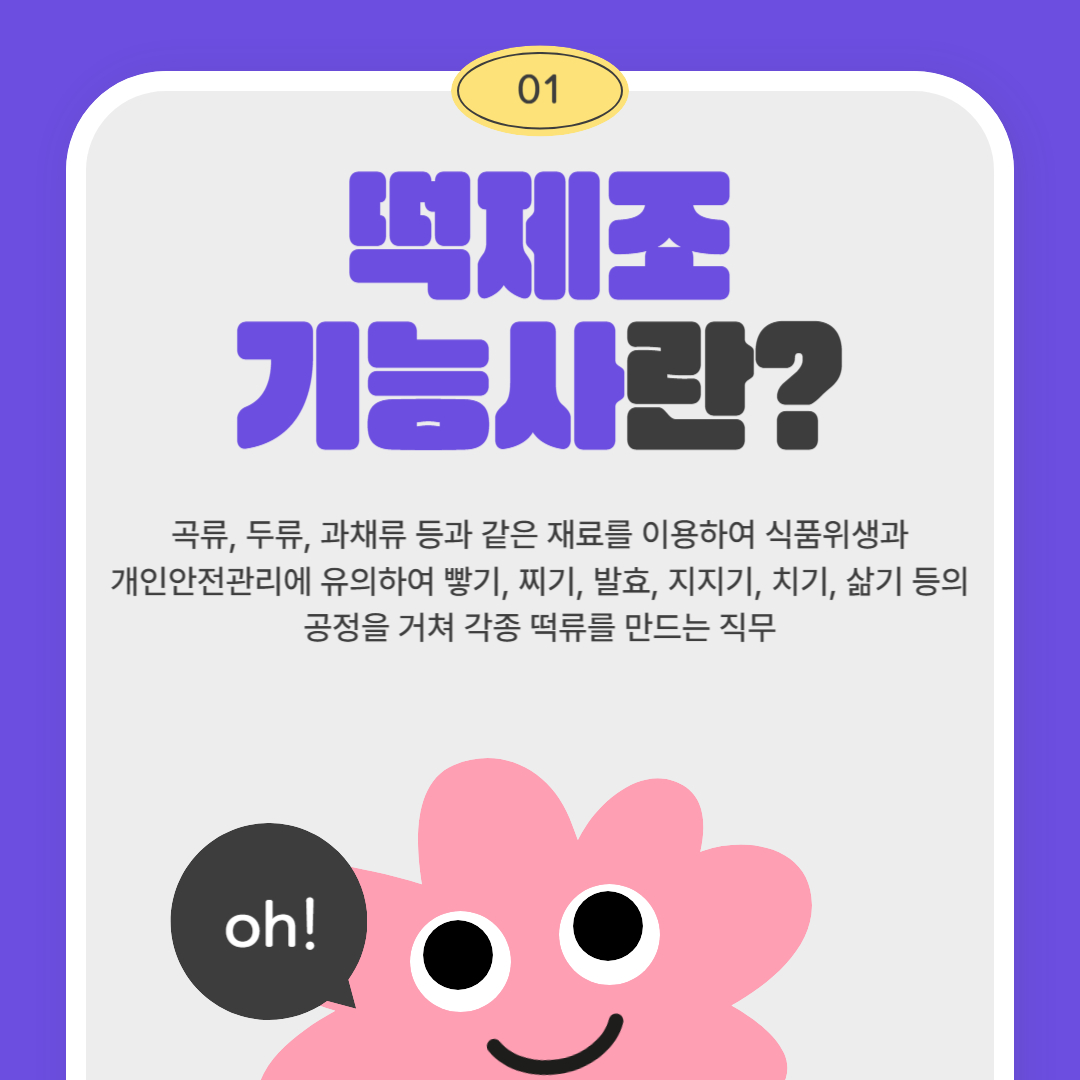 01
떡제조
기능사란?
곡류, 두류, 과채류 등과 같은 재료를 이용하여 식품위생과
개인안전관리에 유의하여 빻기, 찌기, 발효, 지지기, 치기, 삶기 등의
공정을 거쳐 각종 떡류를 만드는 직무
oh!